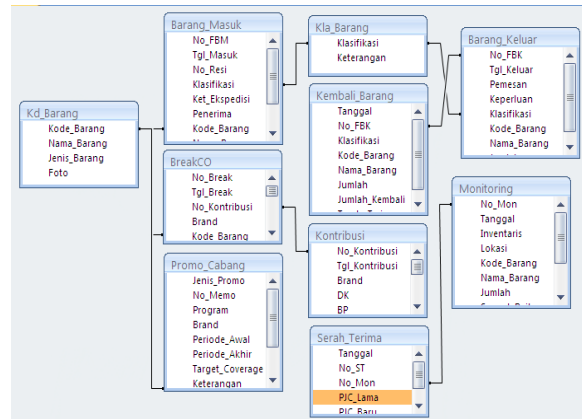 Barang_Masuk
No_FBM
Tgl_Masuk
No_Resi
Klasifikasi
Ket_Ekspedisi
Penerima
Kode_Barang
Kla_Barang
Klasifikasi
Keterangan
Barang_Keluar
No_FBK
Tgl_Keluar
Pemesan
Keperluan
Klasifikasi
Kode_Barang
Nama_Barang
Kd_Barang
Kode_Barang
Nama_Barang
Jenis_Barang
Foto
Kembali_Barang
Tanggal
No_FBK
Klasifikasi
Kode_Barang
Nama_Barang
Jumlah
Jumlah_Kembali
BreakCO
No_Break
Tgl_Break
No_Kontribusi
Brand
Kode_Barang
Monitoring
No_Mon
Tanggal
Inventaris
Lokasi
Kode_Barang
Nama_Barang
Jumlah
Kontribusi
No_Kontribusi
Tgl_Kontribusi
Brand
DK
BP
Promo_Cabang
Jenis_Promo
No_Memo
Program
Brand
Periode_Awal
Periode_Akhir
Target_Coverage
Keterangan
Serah_Terima
Tanggal
No_ST
No_Mon
PJC_Lama
PJC_Baru